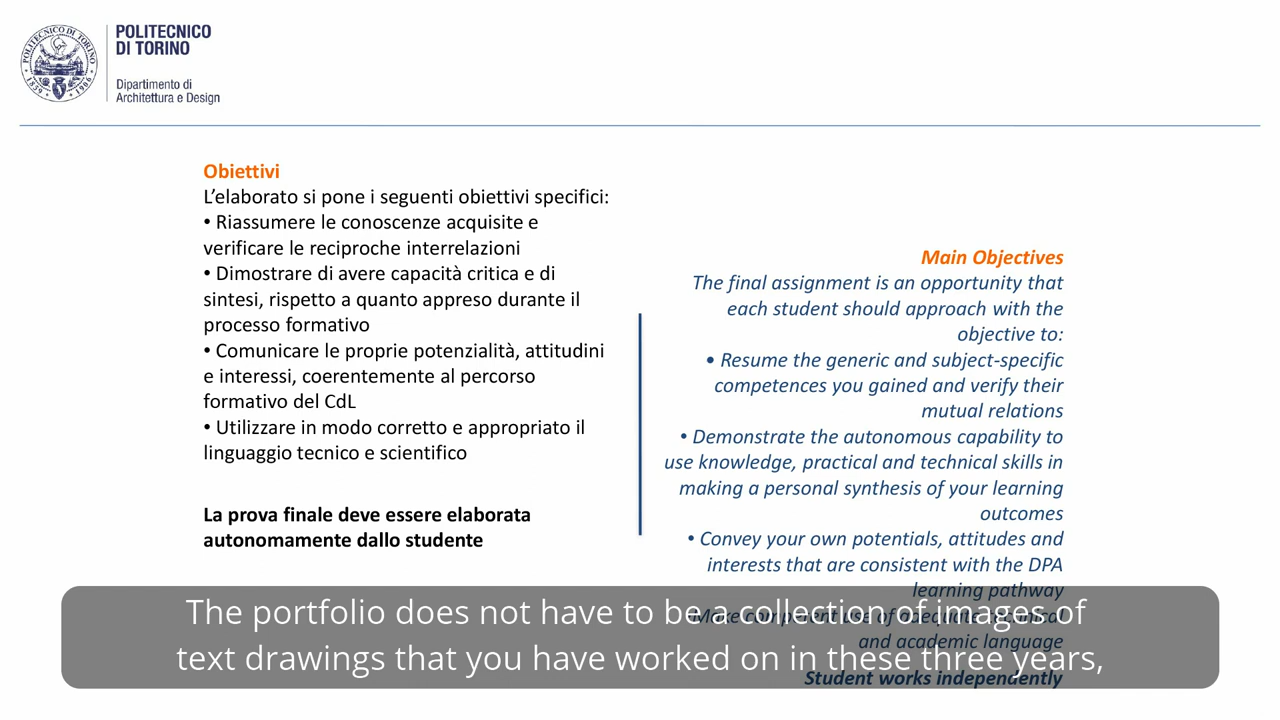 POLITECNICO
DI TORINO
Dipartimento di
Architettura e Design
Obiettivi
L'elaborato si pone i seguenti obiettivi specifici:
• Riassumere le conoscenze acquisite e
verificare le reciproche interrelazioni
• Dimostrare di avere capacità critica e di
sintesi, rispetto a quanto appreso durante il
processo formativo
• Comunicare le proprie potenzialità, attitudini
e interessi, coerentemente al percorso
formativo del CdL
• Utilizzare in modo corretto e appropriato il
linguaggio tecnico e scientifico
La prova finale deve essere elaborata
autonomamente dallo studente
Main Objectives
The final assignment is an opportunity that
each student should approach with the
objective to:
• Resume the generic and subject-specific
competences you gained and verify their
mutual relations
• Demonstrate the autonomous capability to
use knowledge, practical and technical skills in
making a personal synthesis of your learning
outcomes
• Convey your own potentials, attitudes and
interests that are consistent with the DPA
learning pathway
Make competent use of adequate technical
and academic language
Student works independently
The portfolio does not have to be a collection of images of
text drawings that you have worked on in these three years,